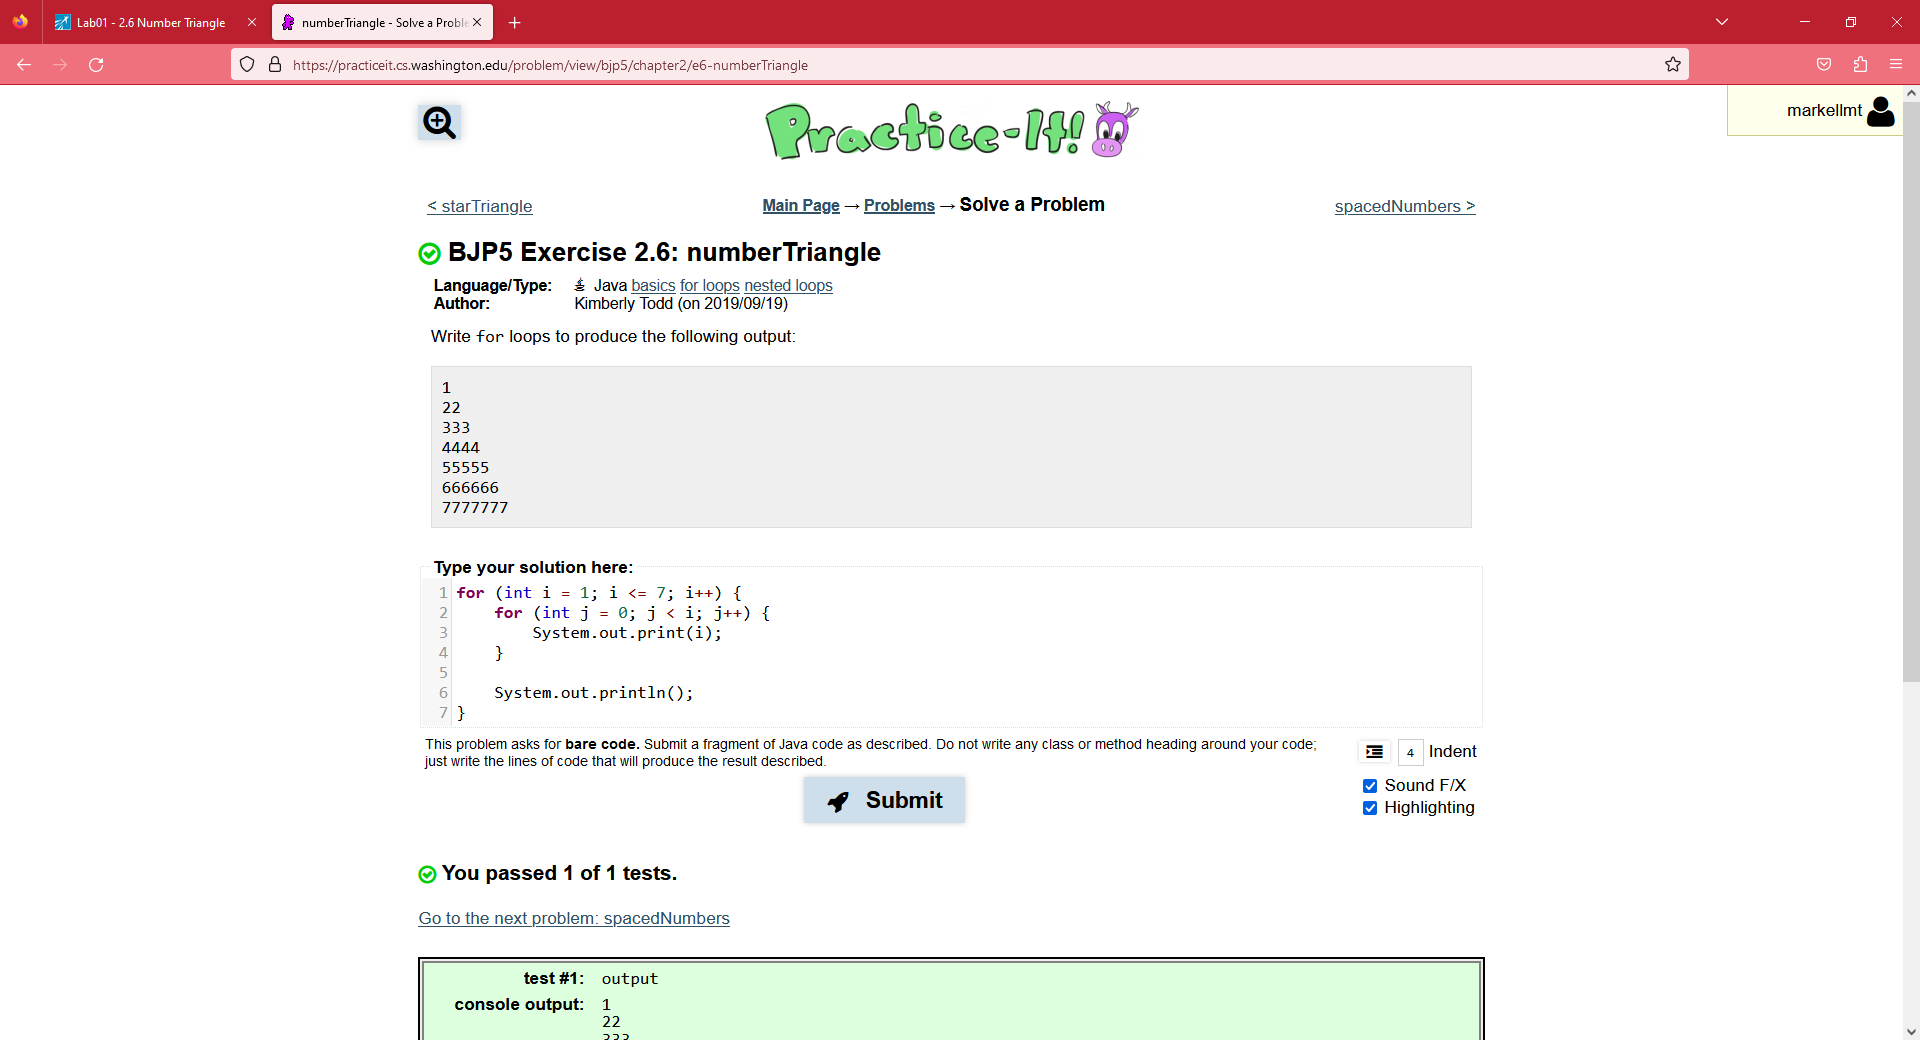 Lab01 - 2.6 Number Triangle
numberTriangle - Solve a Proble
https://practiceit.cs.washington.edu/problem/view/bjp5/chapter2/e6-numberTriangle
Practice-It!
markellmt
< starTriangle
Main Page → Problems → Solve a Problem
spacedNumbers >
BJP5 Exercise 2.6: numberTriangle
Language/Type: Java basics for loops nested loops
Author: Kimberly Todd (on 2019/09/19)
Write for loops to produce the following output:
1
22
333
4444
55555
666666
7777777
Type your solution here:
1 for (int i = 1; i <= 7; i++) {
2     for (int j = 0; j < i; j++) {
3         System.out.print(i);
4     }
5
6     System.out.println();
7 }
This problem asks for bare code. Submit a fragment of Java code as described. Do not write any class or method heading around your code;
just write the lines of code that will produce the result described.
4 Indent
Sound F/X
Highlighting
Submit
You passed 1 of 1 tests.
Go to the next problem: spacedNumbers
test #1: output
console output: 1
22
333